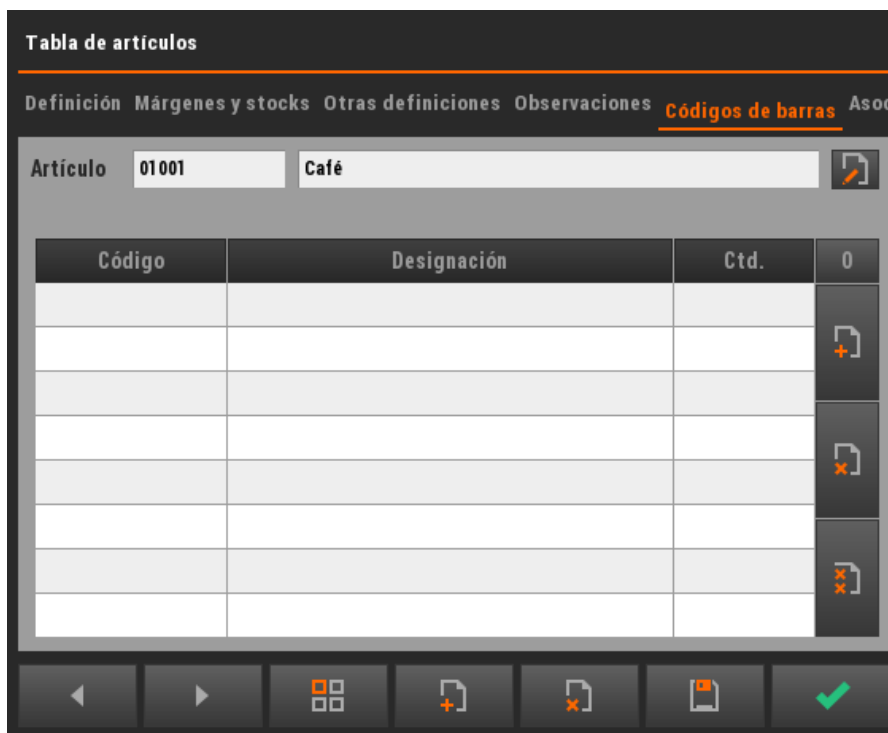 Tabla de artículos
Definición Márgenes y stocks Otras definiciones Observaciones Códigos de barras Asoc
Artículo 01001 Café
Código Designación Ctd. 0